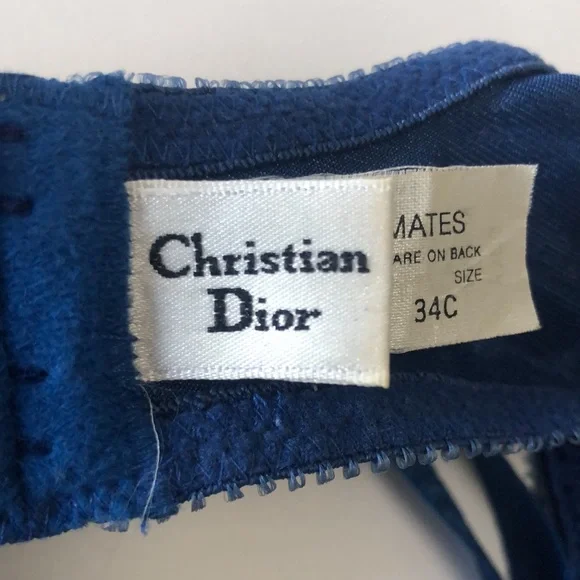 Christian
Dior
MATES
ARE ON BACK
SIZE
34C